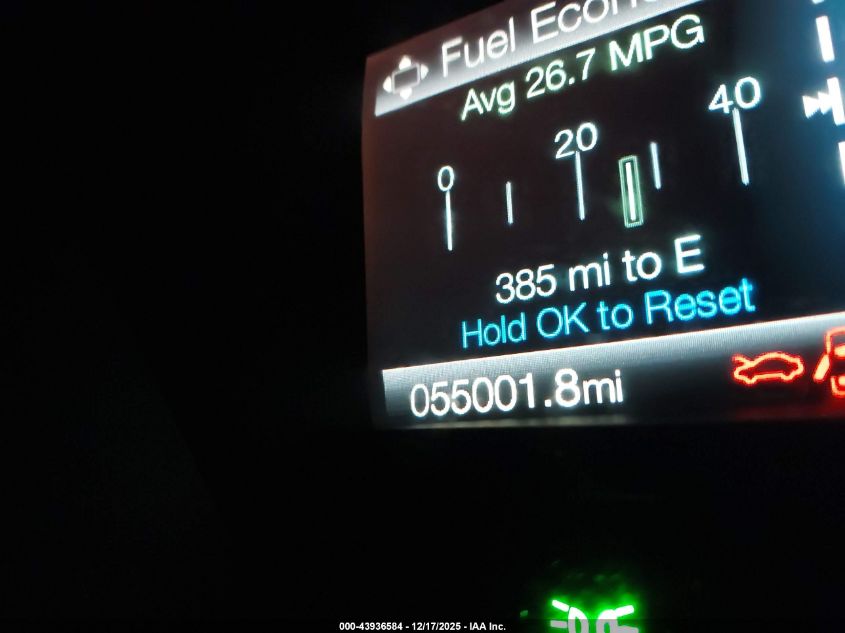 Fuel
Avg 26.7 MPG
0 20 40
385 mi to E
Hold OK to Reset
055001.8mi
000-43936584 - 12/17/2025 - IAA Inc.